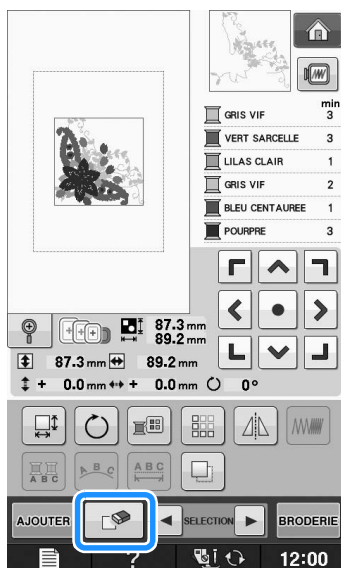 min
GRIS VIF 3
VERT SARCELLE 3
LILAS CLAIR 1
GRIS VIF 2
BLEU CENTAUREE 1
POURPRE 3
87.3 mm
89.2 mm
87.3 mm 89.2 mm
+ 0.0 mm + 0.0 mm 0°
A B C A B C A B C
AJOUTER SELECTION BRODERIE
? 12:00